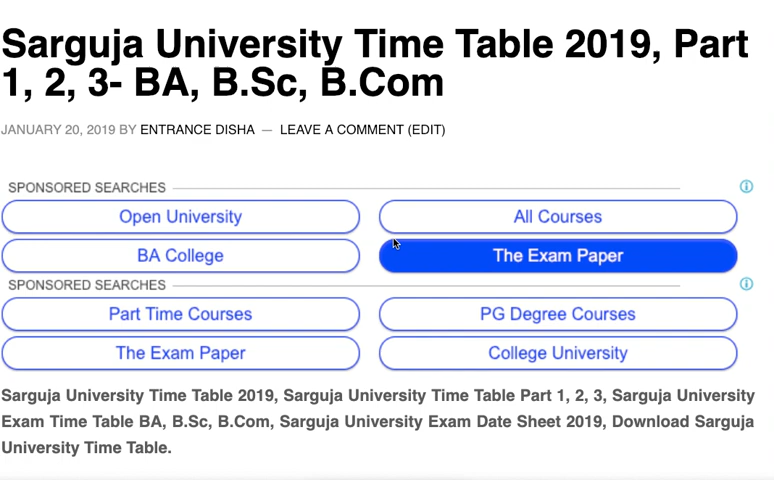 Sarguja University Time Table 2019, Part
1, 2, 3- BA, B.Sc, B.Com
JANUARY 20, 2019 BY ENTRANCE DISHA — LEAVE A COMMENT (EDIT)
SPONSORED SEARCHES
Open University
All Courses
BA College
The Exam Paper
SPONSORED SEARCHES
Part Time Courses
PG Degree Courses
The Exam Paper
College University
Sarguja University Time Table 2019, Sarguja University Time Table Part 1, 2, 3, Sarguja University
Exam Time Table BA, B.Sc, B.Com, Sarguja University Exam Date Sheet 2019, Download Sarguja
University Time Table.